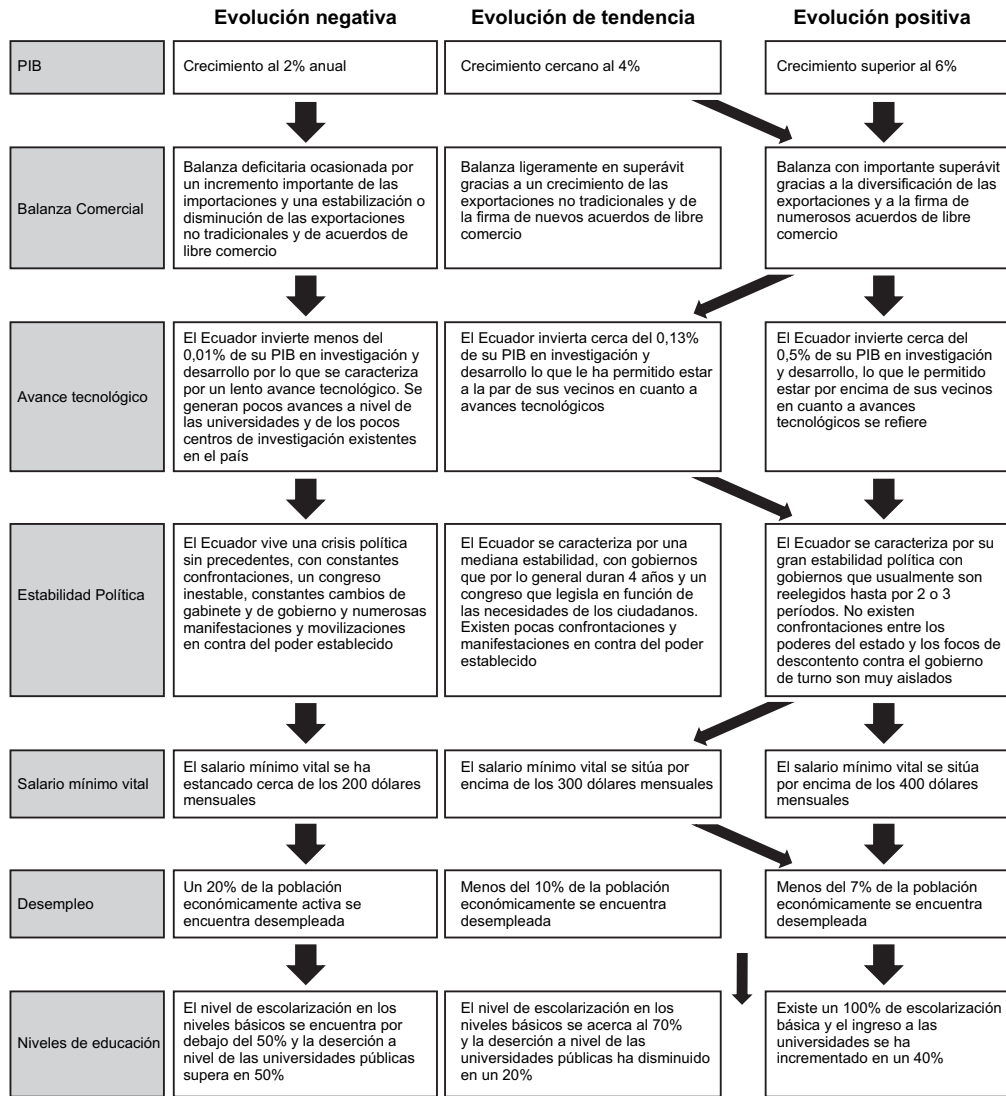 Evolución negativa
Evolución de tendencia
Evolución positiva
PIB
Crecimiento al 2% anual
Crecimiento cercano al 4%
Crecimiento superior al 6%
Balanza Comercial
Balanza deficitaria ocasionada por
un incremento importante de las
importaciones y una estabilización o
disminución de las exportaciones
no tradicionales y de acuerdos de
libre comercio
Balanza ligeramente en superávit
gracias a un crecimiento de las
exportaciones no tradicionales y de
la firma de nuevos acuerdos de libre
comercio
Balanza con importante superávit
gracias a la diversificación de las
exportaciones y a la firma de
numerosos acuerdos de libre
comercio
Avance tecnológico
El Ecuador invierte menos del
0,01% de su PIB en investigación y
desarrollo por lo que se caracteriza
por un lento avance tecnológico. Se
generan pocos avances a nivel de
las universidades y de los pocos
centros de investigación existentes
en el país
El Ecuador invierta cerca del 0,13%
de su PIB en investigación y
desarrollo lo que le ha permitido estar
a la par de sus vecinos en cuanto a
avances tecnológicos
El Ecuador invierte cerca del
0,5% de su PIB en investigación
y desarrollo, lo que le permitido
estar por encima de sus vecinos
en cuanto a avances
tecnológicos se refiere
Estabilidad Política
El Ecuador vive una crisis política
sin precedentes, con constantes
confrontaciones, un congreso
inestable, constantes cambios de
gabinete y de gobierno y numerosas
manifestaciones y movilizaciones
en contra del poder establecido
El Ecuador se caracteriza por una
mediana estabilidad, con gobiernos
que por lo general duran 4 años y un
congreso que legisla en función de
las necesidades de los ciudadanos.
Existen pocas confrontaciones y
manifestaciones en contra del poder
establecido
El Ecuador se caracteriza por su
gran estabilidad política con
gobiernos que usualmente son
reelegidos hasta por 2 o 3
períodos. No existen
confrontaciones entre los
poderes del estado y los focos de
descontento contra el gobierno
de turno son muy aislados
Salario mínimo vital
El salario mínimo vital se ha
estancado cerca de los 200 dólares
mensuales
El salario mínimo vital se sitúa por
encima de los 300 dólares mensuales
El salario mínimo vital se sitúa
por encima de los 400 dólares
mensuales
Desempleo
Un 20% de la población
económicamente activa se
encuentra desempleada
Menos del 10% de la población
económicamente se encuentra
desempleada
Menos del 7% de la población
económicamente se encuentra
desempleada
Niveles de educación
El nivel de escolarización en los
niveles básicos se encuentra por
debajo del 50% y la deserción a
nivel de las universidades públicas
supera en 50%
El nivel de escolarización en los
niveles básicos se acerca al 70%
y la deserción a nivel de las
universidades públicas ha disminuido
en un 20%
Existe un 100% de escolarización
básica y el ingreso a las
universidades se ha
incrementado en un 40%